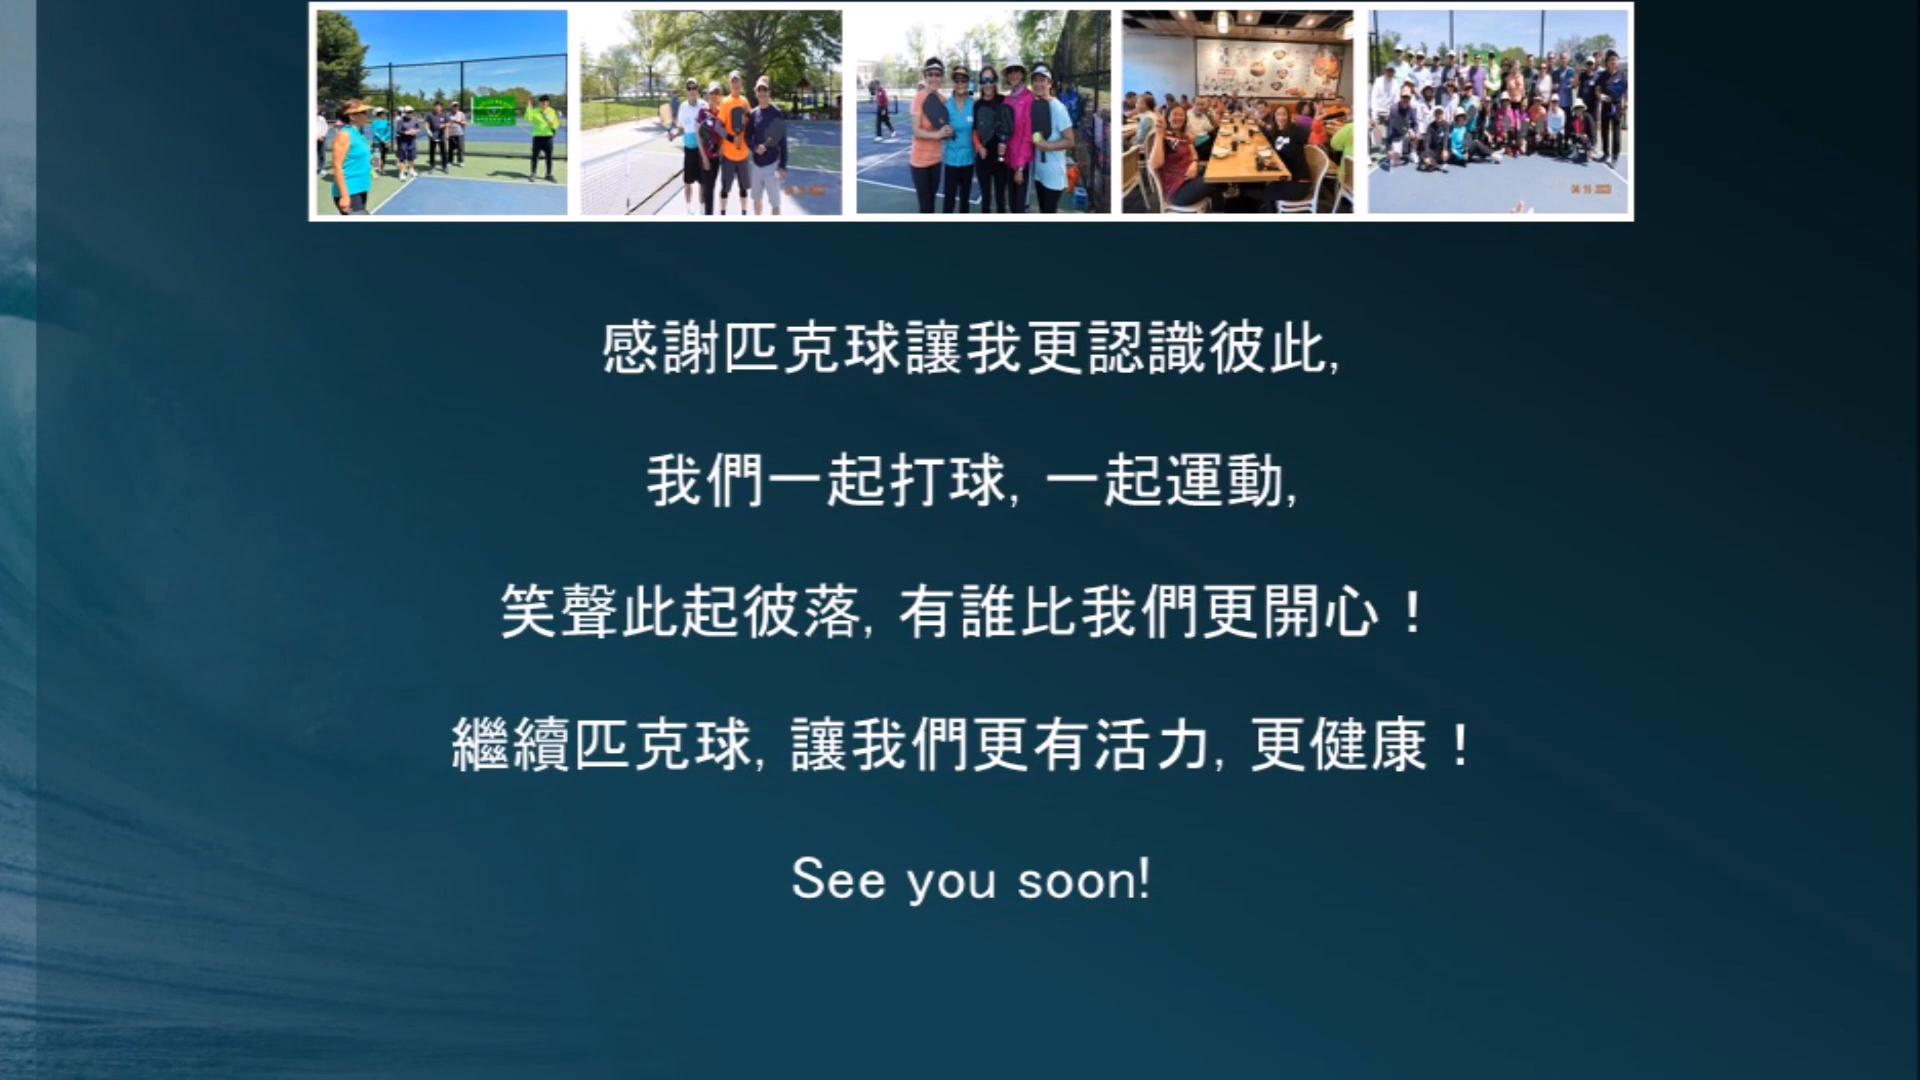 感謝匹克球讓我更認識彼此,
我們一起打球, 一起運動,
笑聲此起彼落, 有誰比我們更開心！
繼續匹克球, 讓我們更有活力, 更健康！
See you soon!